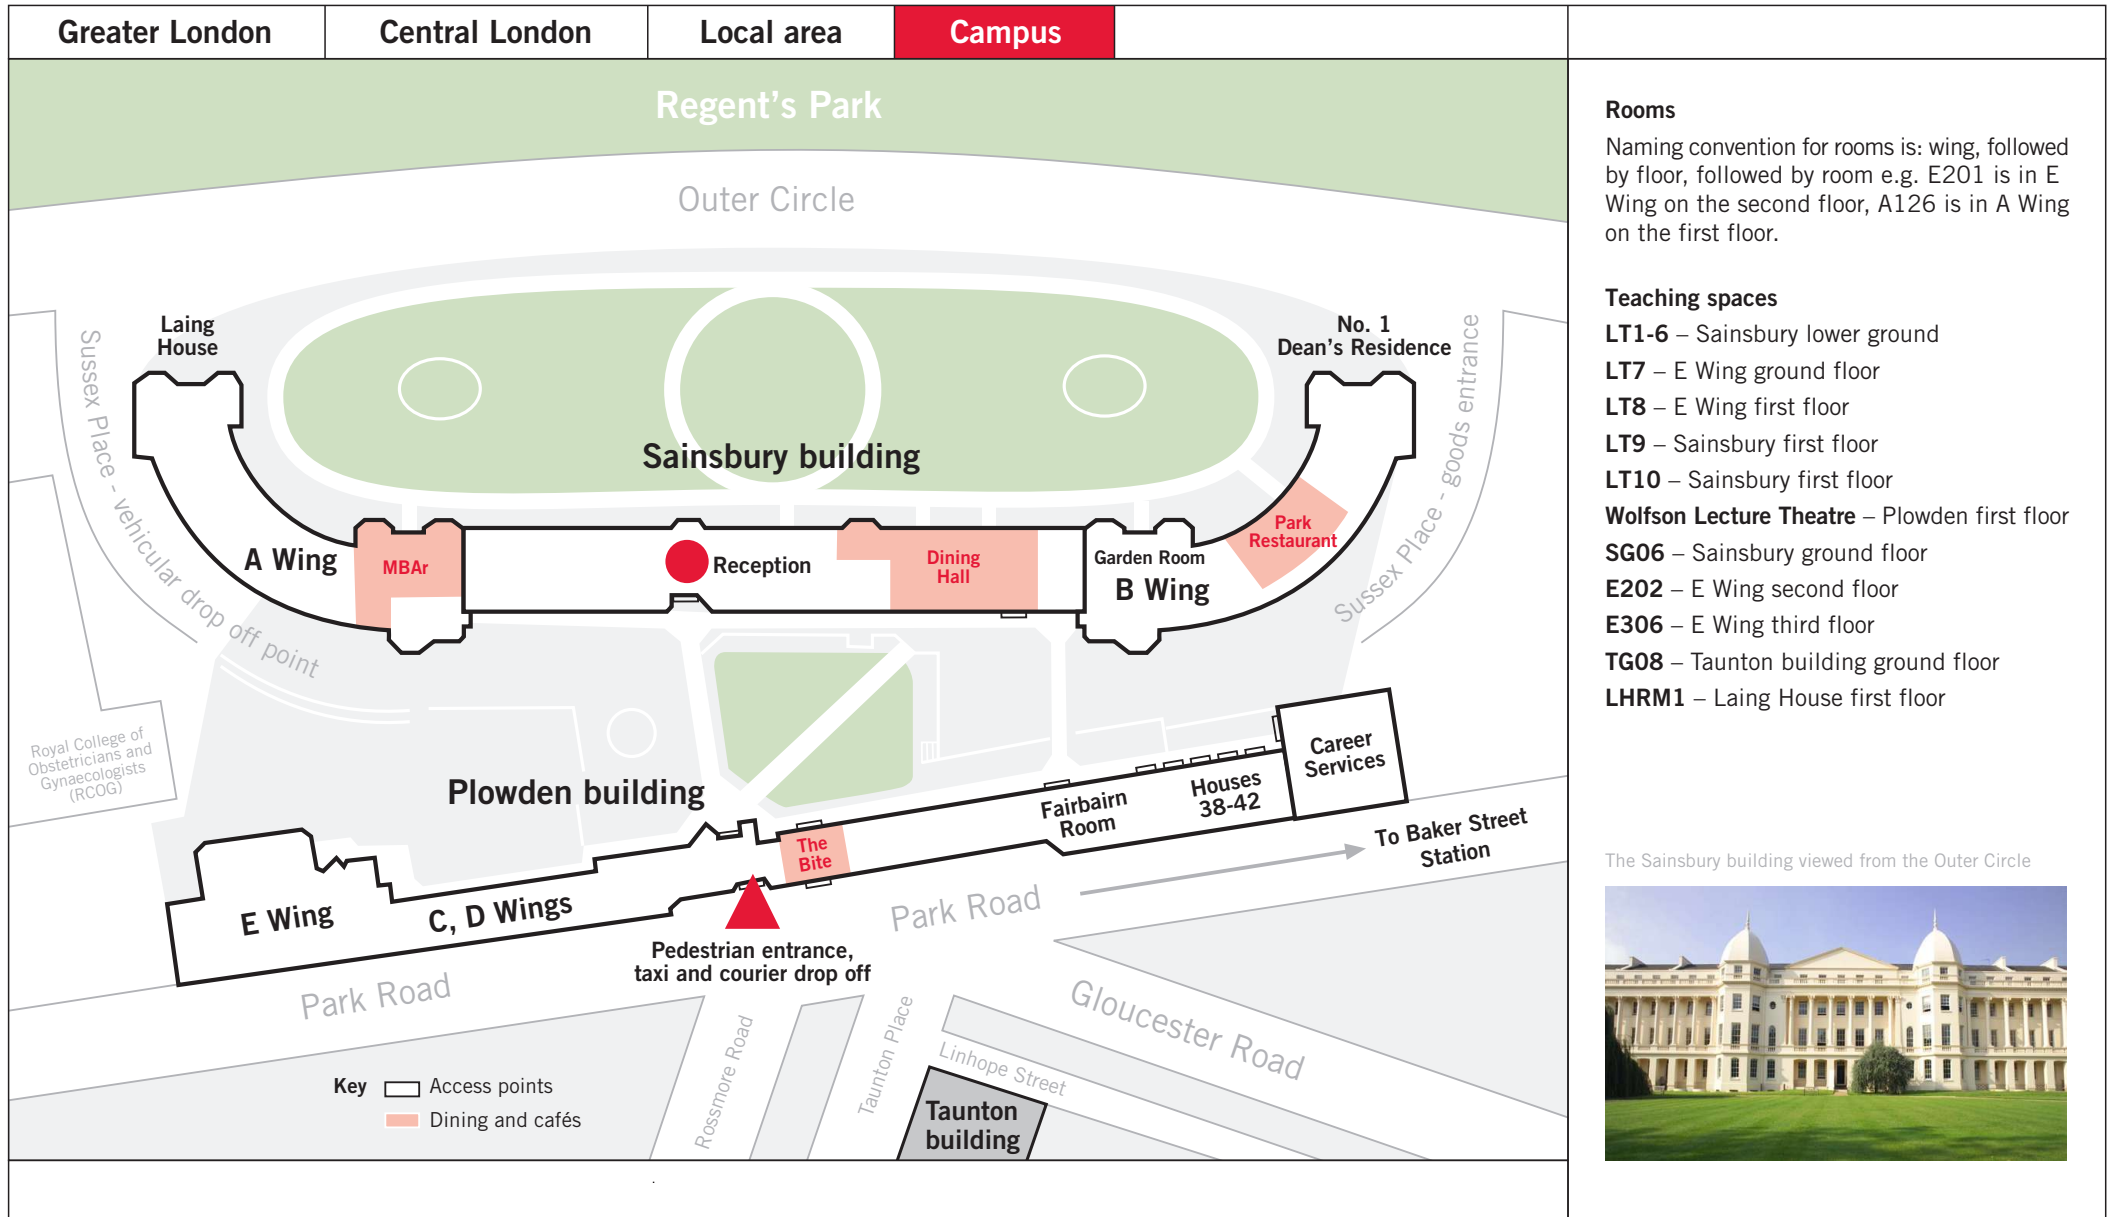 Greater London
Central London
Local area
Campus
Regent's Park
Outer Circle
Laing
House
No. 1
Dean's Residence
Sussex Place - vehicular drop off point
Sussex Place - goods entrance
Sainsbury building
A Wing
MBAr
Reception
Dining
Hall
Garden Room
B Wing
Park
Restaurant
Royal College of
Obstetricians and
Gynaecologists
(RCOG)
Plowden building
Career
Services
Houses
38-42
Fairbairn
Room
The
Bite
To Baker Street
Station
E Wing
C, D Wings
Park Road
Pedestrian entrance,
taxi and courier drop off
Park Road
Gloucester Road
Rossmore Road
Taunton Place
Linhope Street
Taunton
building
Key
Access points
Dining and cafés
Rooms
Naming convention for rooms is: wing, followed
by floor, followed by room e.g. E201 is in E
Wing on the second floor, A126 is in A Wing
on the first floor.
Teaching spaces
LT1-6 – Sainsbury lower ground
LT7 – E Wing ground floor
LT8 – E Wing first floor
LT9 – Sainsbury first floor
LT10 – Sainsbury first floor
Wolfson Lecture Theatre – Plowden first floor
SG06 – Sainsbury ground floor
E202 – E Wing second floor
E306 – E Wing third floor
TG08 – Taunton building ground floor
LHRM1 – Laing House first floor
The Sainsbury building viewed from the Outer Circle